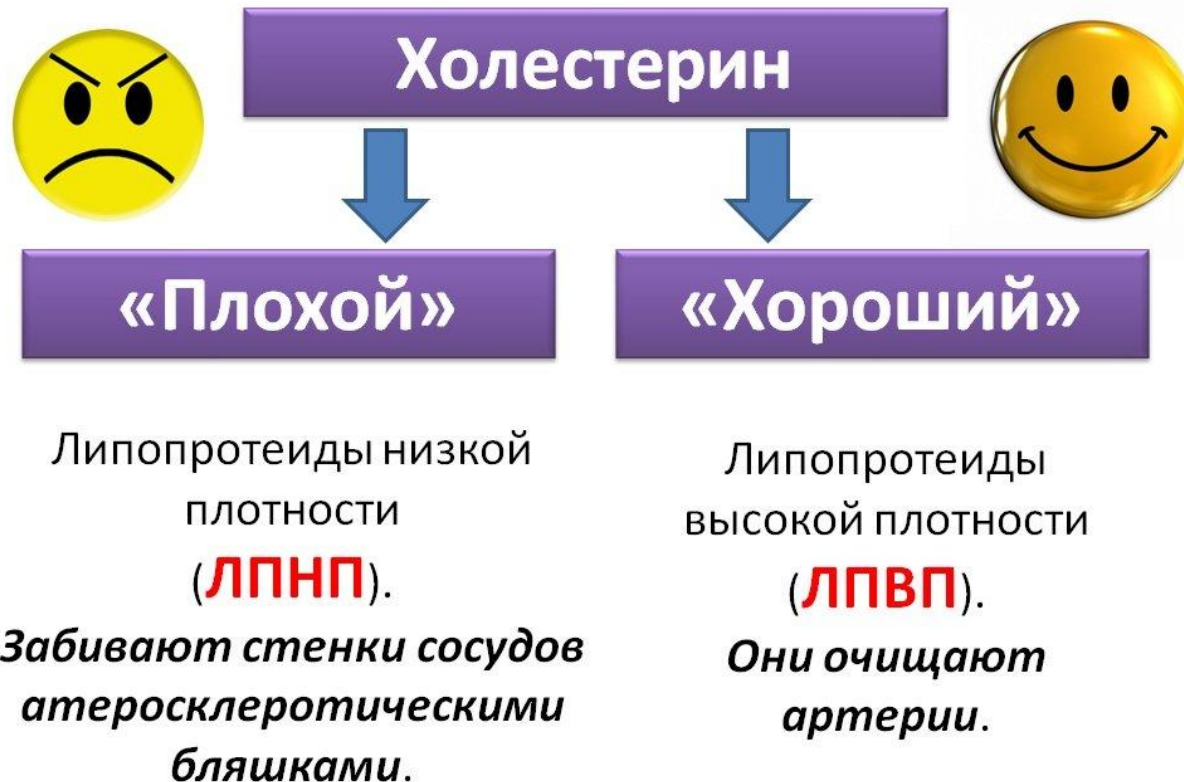 Холестерин
«Плохой»
«Хороший»
Липопротеиды низкой
плотности
(ЛПНП).
Забивают стенки сосудов
атеросклеротическими
бляшками.
Липопротеиды
высокой плотности
(ЛПВП).
Они очищают
артерии.